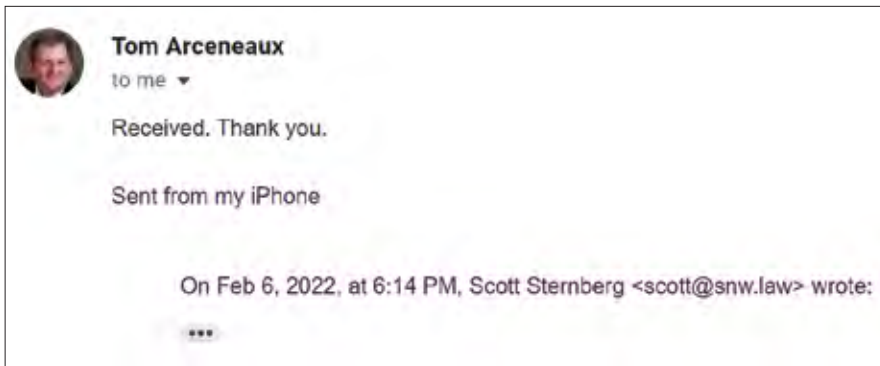 Tom Arceneaux
to me
Received. Thank you.
Sent from my iPhone
On Feb 6, 2022, at 6:14 PM, Scott Sternberg <scott@snw.law> wrote: